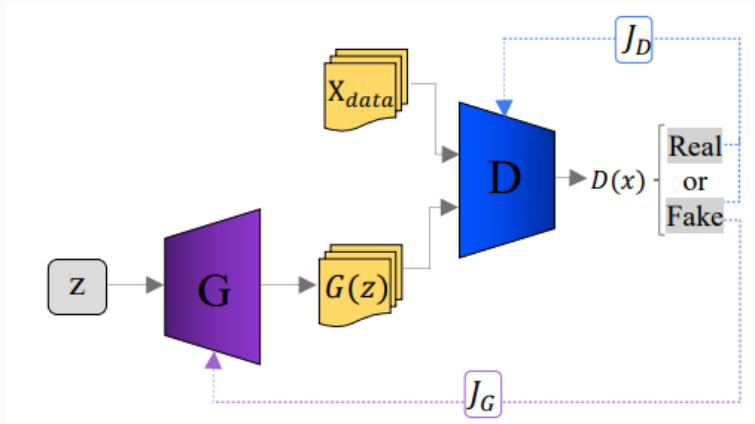 J_D
X_data
Real
D
D(x)
or
Fake
z
G
G(z)
J_G